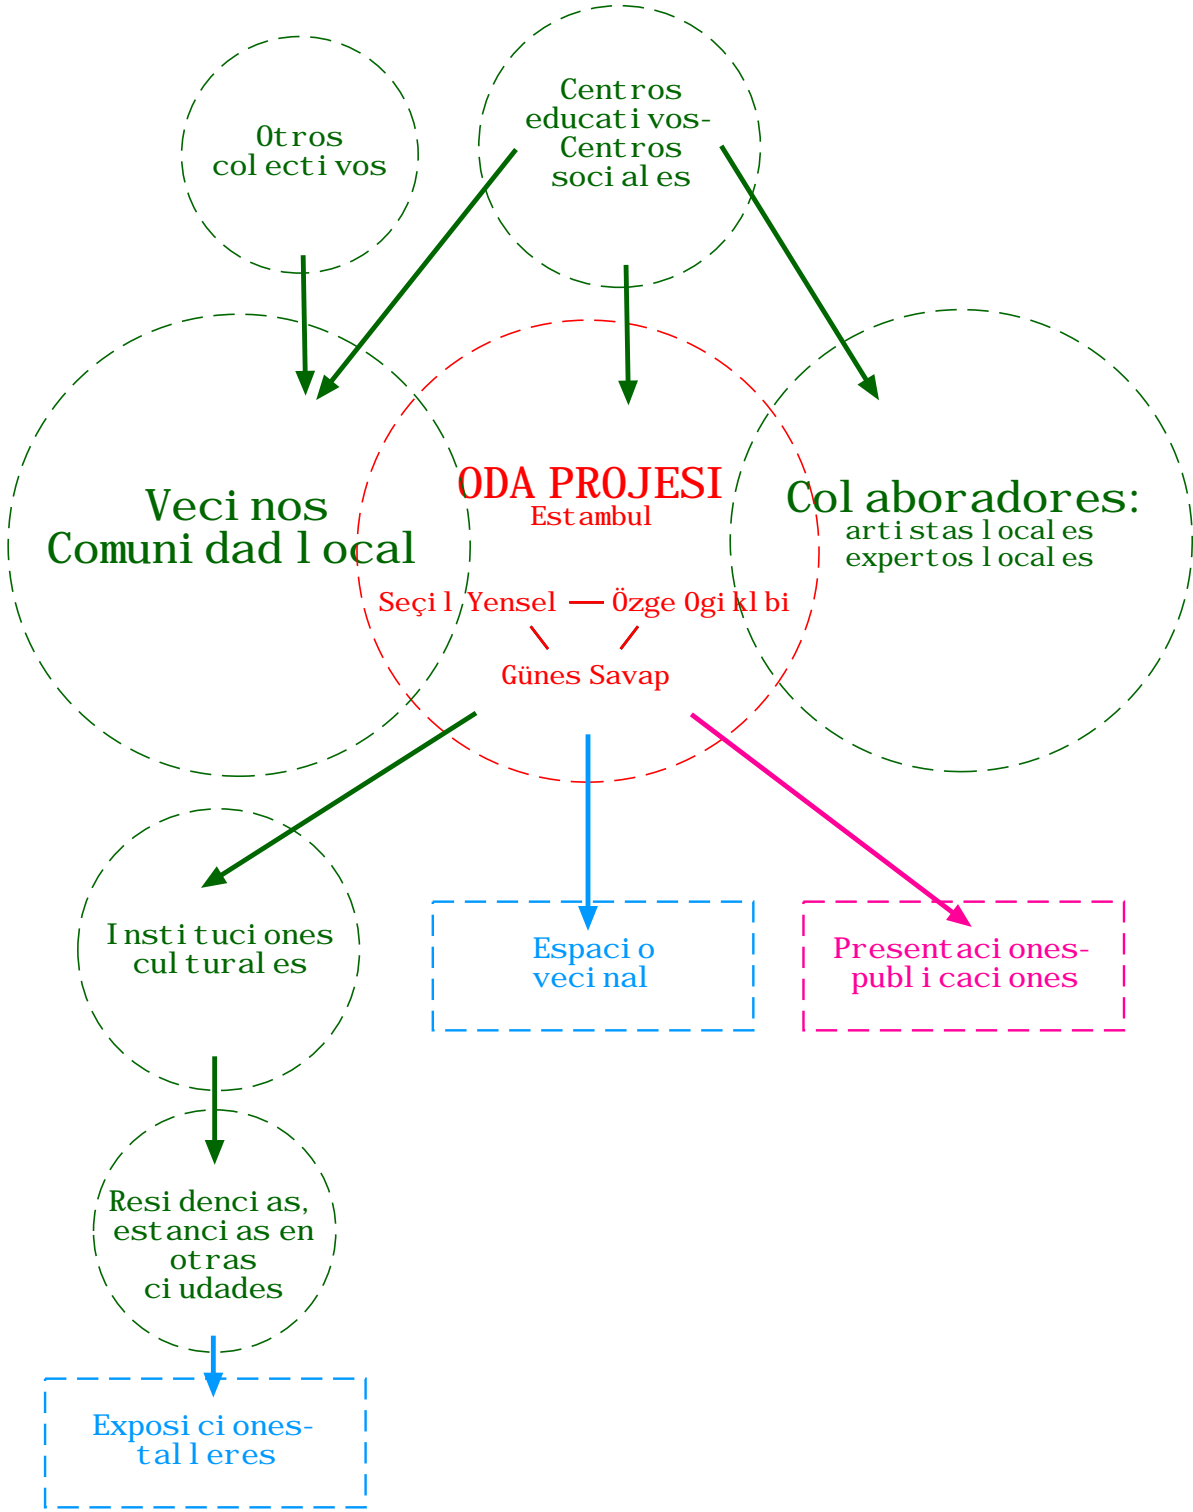 Otros
colectivos
Centros
educativos-
Centros
sociales
Vecinos
Comunidad local
ODA PROJESI
Estambul
Colaboradores:
artistas locales
expertos locales
Seçil Yensel — Özge Ogiklbi
Günes Savap
Instituciones
culturales
Espacio
vecinal
Presentaciones-
publicaciones
Residencias,
estancias en
otras
ciudades
Exposiciones-
talleres